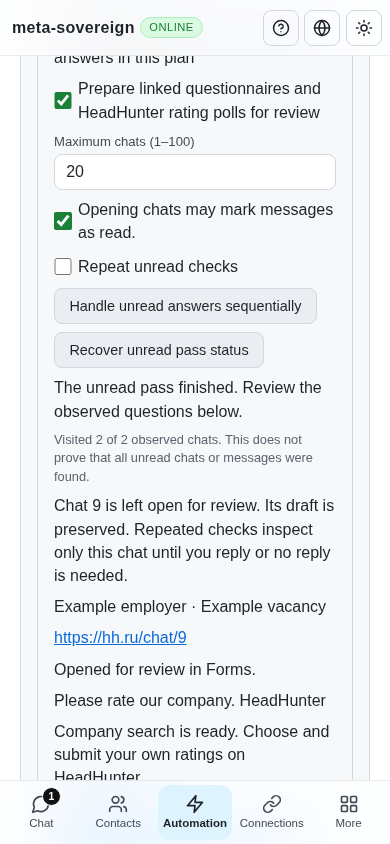 meta-sovereign ONLINE
answers in this plan
Prepare linked questionnaires and
HeadHunter rating polls for review
Maximum chats (1–100)
20
Opening chats may mark messages
as read.
Repeat unread checks
Handle unread answers sequentially
Recover unread pass status
The unread pass finished. Review the
observed questions below.
Visited 2 of 2 observed chats. This does not
prove that all unread chats or messages were
found.
Chat 9 is left open for review. Its draft is
preserved. Repeated checks inspect
only this chat until you reply or no reply
is needed.
Example employer · Example vacancy
https://hh.ru/chat/9
Opened for review in Forms.
Please rate our company. HeadHunter
Company search is ready. Choose and
submit your own ratings on
HeadHunter
1
Chat Contacts Automation Connections More